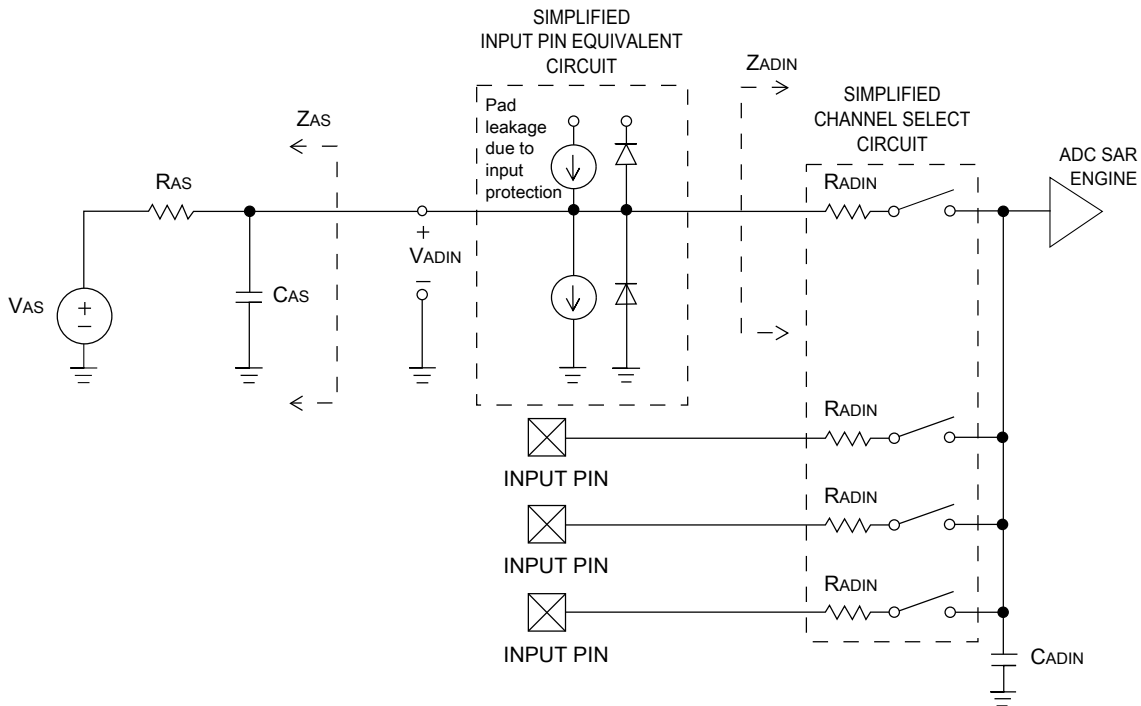 SIMPLIFIED
INPUT PIN EQUIVALENT
CIRCUIT
ZADIN
SIMPLIFIED
CHANNEL SELECT
CIRCUIT
Pad
leakage
due to
input
protection
ZAS
ADC SAR
ENGINE
RAS
RADIN
+
VADIN
−
VAS
+
−
CAS
RADIN
INPUT PIN
RADIN
INPUT PIN
RADIN
INPUT PIN
CADIN